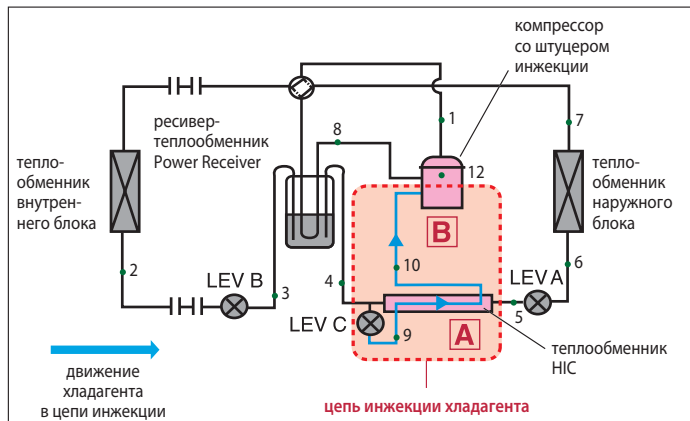 компрессор
со штуцером
инжекции
ресивер-
теплообменник
Power Receiver
8
1
7
12
тепло-
обменник
внутрен-
него блока
тепло-
обменник
наружного
блока
B
2
LEV B
3
4
10
LEV A
6
5
LEV C
9
A
теплообменник
HIC
движение
хладагента
в цепи инжекции
цепь инжекции хладагента